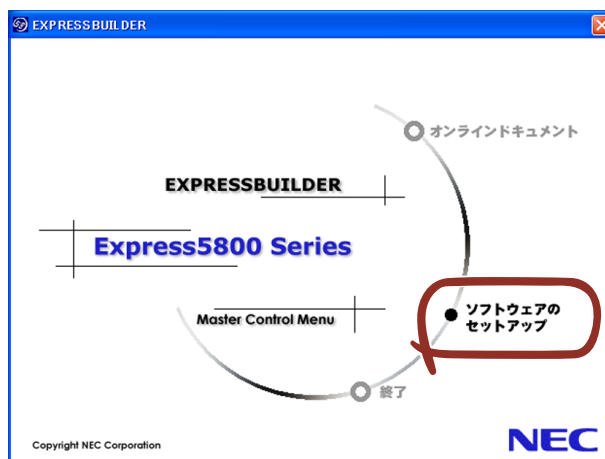 EXPRESSBUILDER
オンラインドキュメント
EXPRESSBUILDER
Express5800 Series
ソフトウェアの
セットアップ
Master Control Menu
終了
Copyright NEC Corporation
NEC